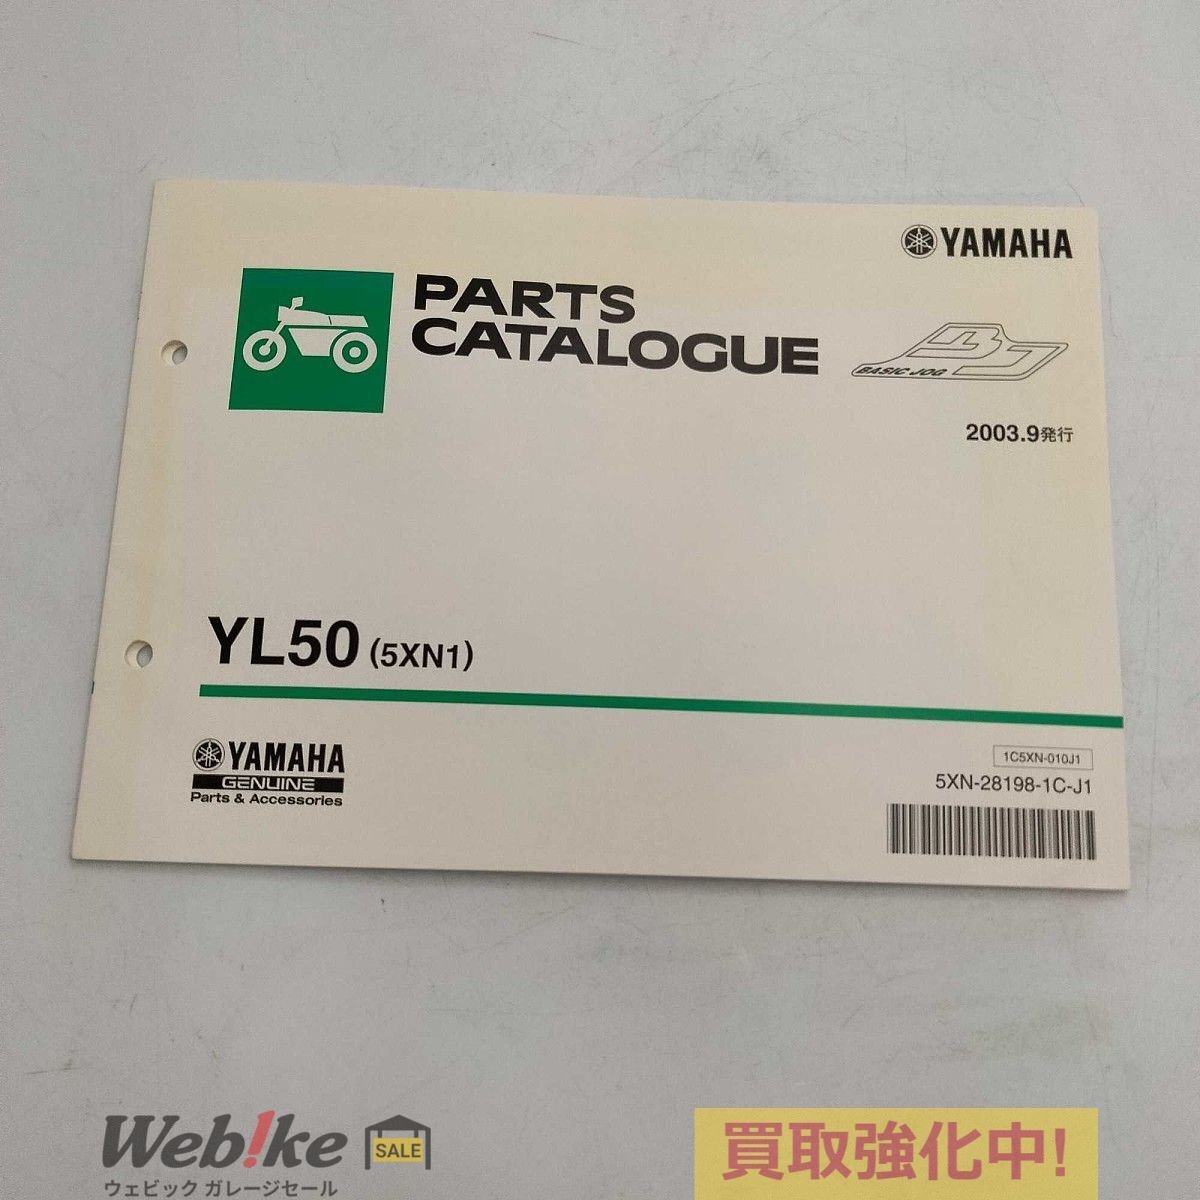 YAMAHA
PARTS
CATALOGUE
BJ
BASIC JOG
2003.9発行
YL50 (5XN1)
YAMAHA
GENUINE
Parts & Accessories
1C5XN-010J1
5XN-28198-1C-J1
Web!ke
SALE
ウェビック ガレージセール
買取強化中!